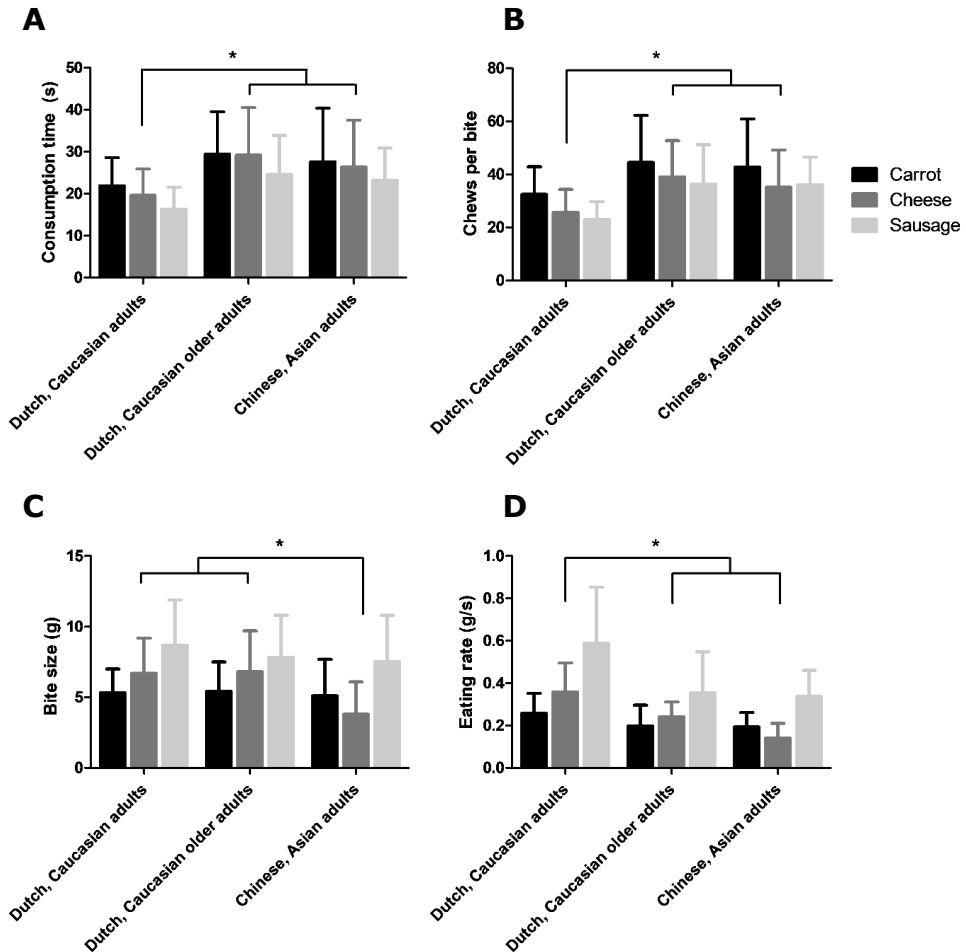 A
B
*
*
Consumption time (s)
50
40
30
20
10
0
Chews per bite
80
60
40
20
0
Carrot
Cheese
Sausage
Dutch, Caucasian adults
Dutch, Caucasian older adults
Chinese, Asian adults
Dutch, Caucasian adults
Dutch, Caucasian older adults
Chinese, Asian adults
C
D
*
*
Bite size (g)
15
10
5
0
Eating rate (g/s)
1.0
0.8
0.6
0.4
0.2
0.0
Dutch, Caucasian adults
Dutch, Caucasian older adults
Chinese, Asian adults
Dutch, Caucasian adults
Dutch, Caucasian older adults
Chinese, Asian adults